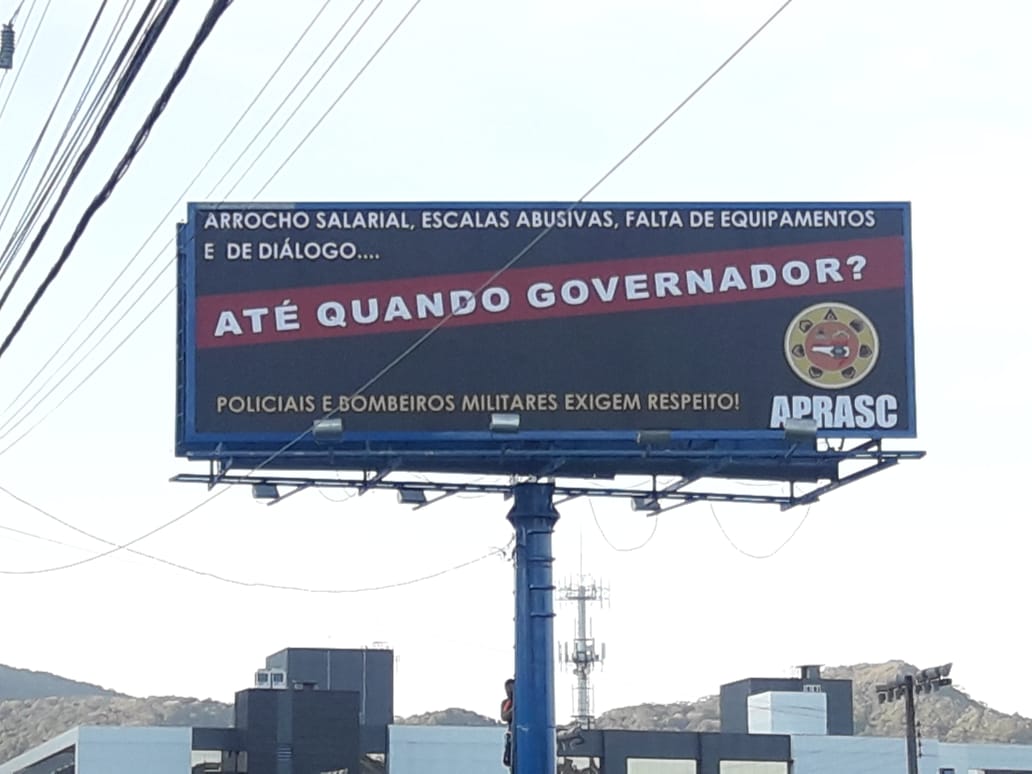 ARROCHO SALARIAL, ESCALAS ABUSIVAS, FALTA DE EQUIPAMENTOS
E DE DIÁLOGO....
ATÉ QUANDO GOVERNADOR?
POLICIAIS E BOMBEIROS MILITARES EXIGEM RESPEITO!
APRASC